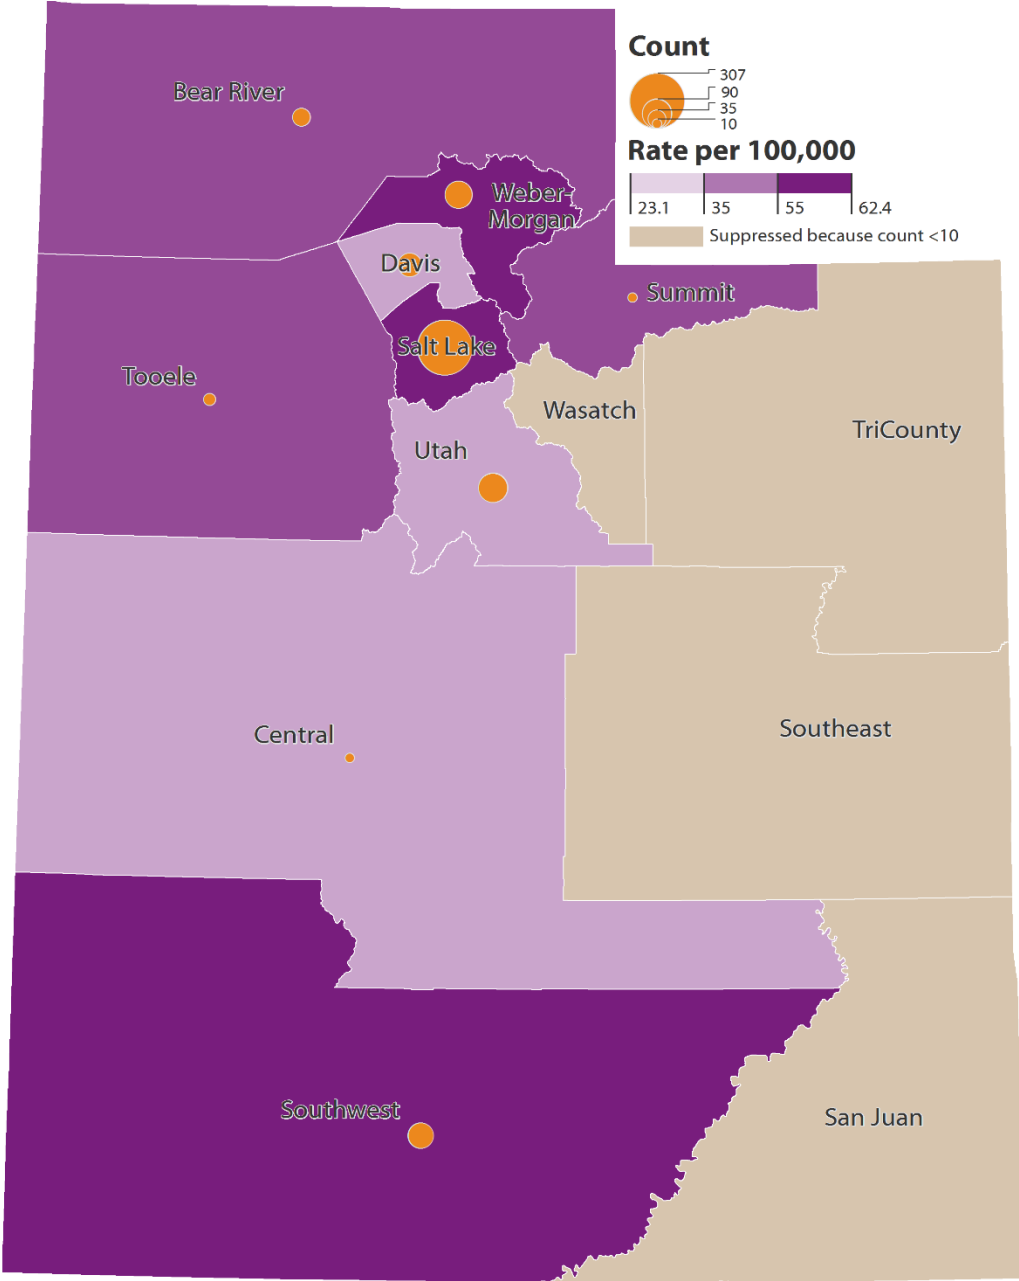 Count
307
90
35
10
Rate per 100,000
23.1 35 55 62.4
Suppressed because count <10
Bear River
Weber-
Morgan
Davis
Summit
Salt Lake
Tooele
Wasatch
TriCounty
Utah
Southeast
Central
Southwest
San Juan